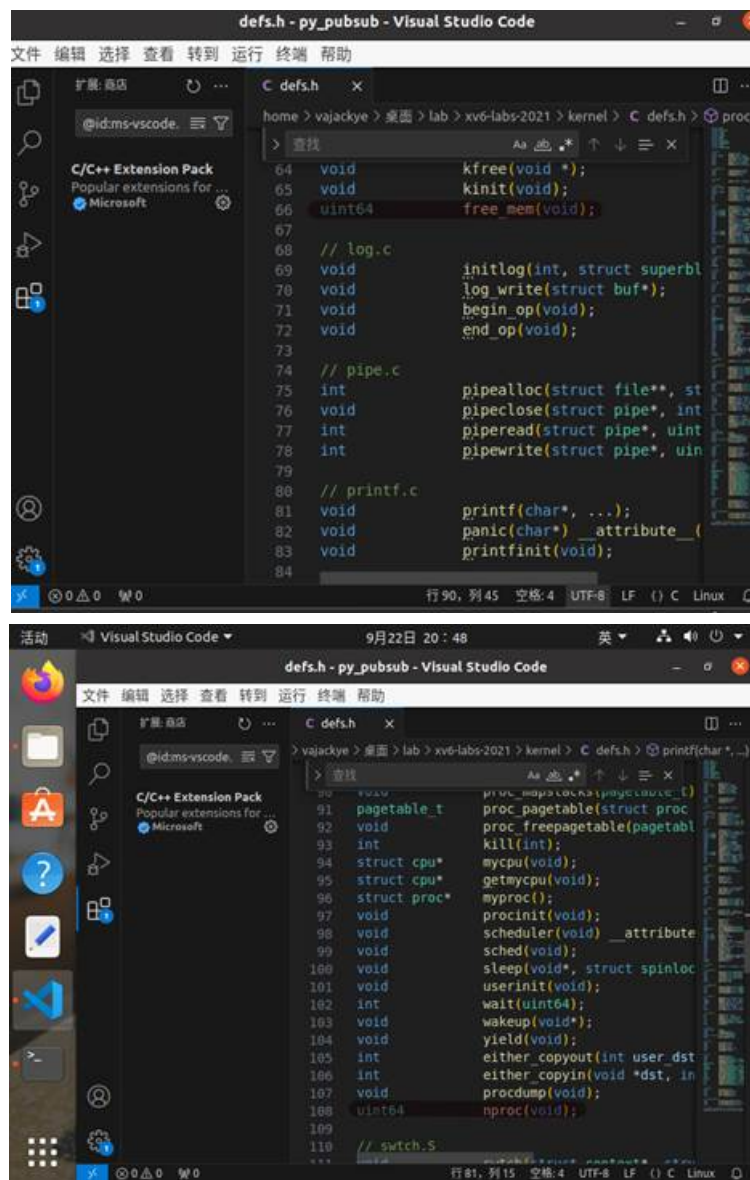 defs.h - py_pubsub - Visual Studio Code
文件 编辑 选择 查看 转到 运行 终端 帮助
扩展: 商店
@id:ms-vscode.
C/C++ Extension Pack
Popular extensions for ...
Microsoft
C defs.h ×
home > vajackye > 桌面 > lab > xv6-labs-2021 > kernel > C defs.h > proc
查找
64 void kfree(void *);
65 void kinit(void);
66 uint64 free_mem(void);
67
68 // log.c
69 void initlog(int, struct superbl
70 void log_write(struct buf*);
71 void begin_op(void);
72 void end_op(void);
73
74 // pipe.c
75 int pipealloc(struct file**, st
76 void pipeclose(struct pipe*, int
77 int piperead(struct pipe*, uint
78 int pipewrite(struct pipe*, uin
79
80 // printf.c
81 void printf(char*, ...);
82 void panic(char*) __attribute__(
83 void printfinit(void);
84
0 0 0 行 90，列 45 空格: 4 UTF-8 LF {} C Linux
活动 Visual Studio Code 9月22日 20：48 英
defs.h - py_pubsub - Visual Studio Code
文件 编辑 选择 查看 转到 运行 终端 帮助
扩展: 商店
@id:ms-vscode.
C/C++ Extension Pack
Popular extensions for ...
Microsoft
C defs.h ×
> vajackye > 桌面 > lab > xv6-labs-2021 > kernel > C defs.h > printf(char *, ...)
查找
90 void proc_mapstacks(pagetable_t)
91 pagetable_t proc_pagetable(struct proc
92 void proc_freepagetable(pagetabl
93 int kill(int);
94 struct cpu* mycpu(void);
95 struct cpu* getmycpu(void);
96 struct proc* myproc();
97 void procinit(void);
98 void scheduler(void) __attribute
99 void sched(void);
100 void sleep(void*, struct spinloc
101 void userinit(void);
102 int wait(uint64);
103 void wakeup(void*);
104 void yield(void);
105 int either_copyout(int user_dst
106 int either_copyin(void *dst, in
107 void procdump(void);
108 uint64 nproc(void);
109
110 // swtch.S
0 0 0 行 81，列 15 空格: 4 UTF-8 LF {} C Linux